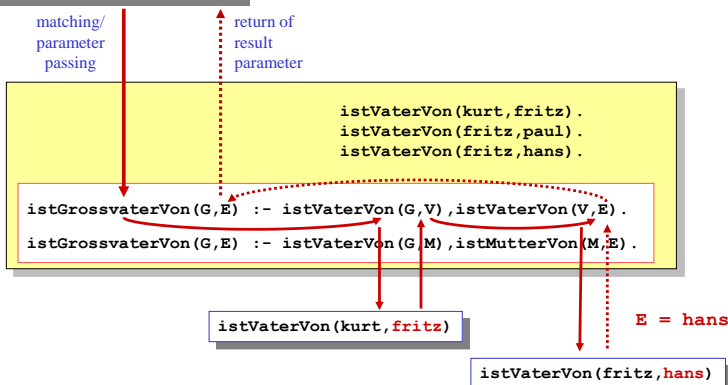 matching/
parameter
passing
return of
result
parameter
istVaterVon(kurt,fritz).
istVaterVon(fritz,paul).
istVaterVon(fritz,hans).
istGrossvaterVon(G,E) :- istVaterVon(G,V),istVaterVon(V,E).
istGrossvaterVon(G,E) :- istVaterVon(G,M),istMutterVon(M,E).
istVaterVon(kurt,fritz)
E = hans
istVaterVon(fritz,hans)